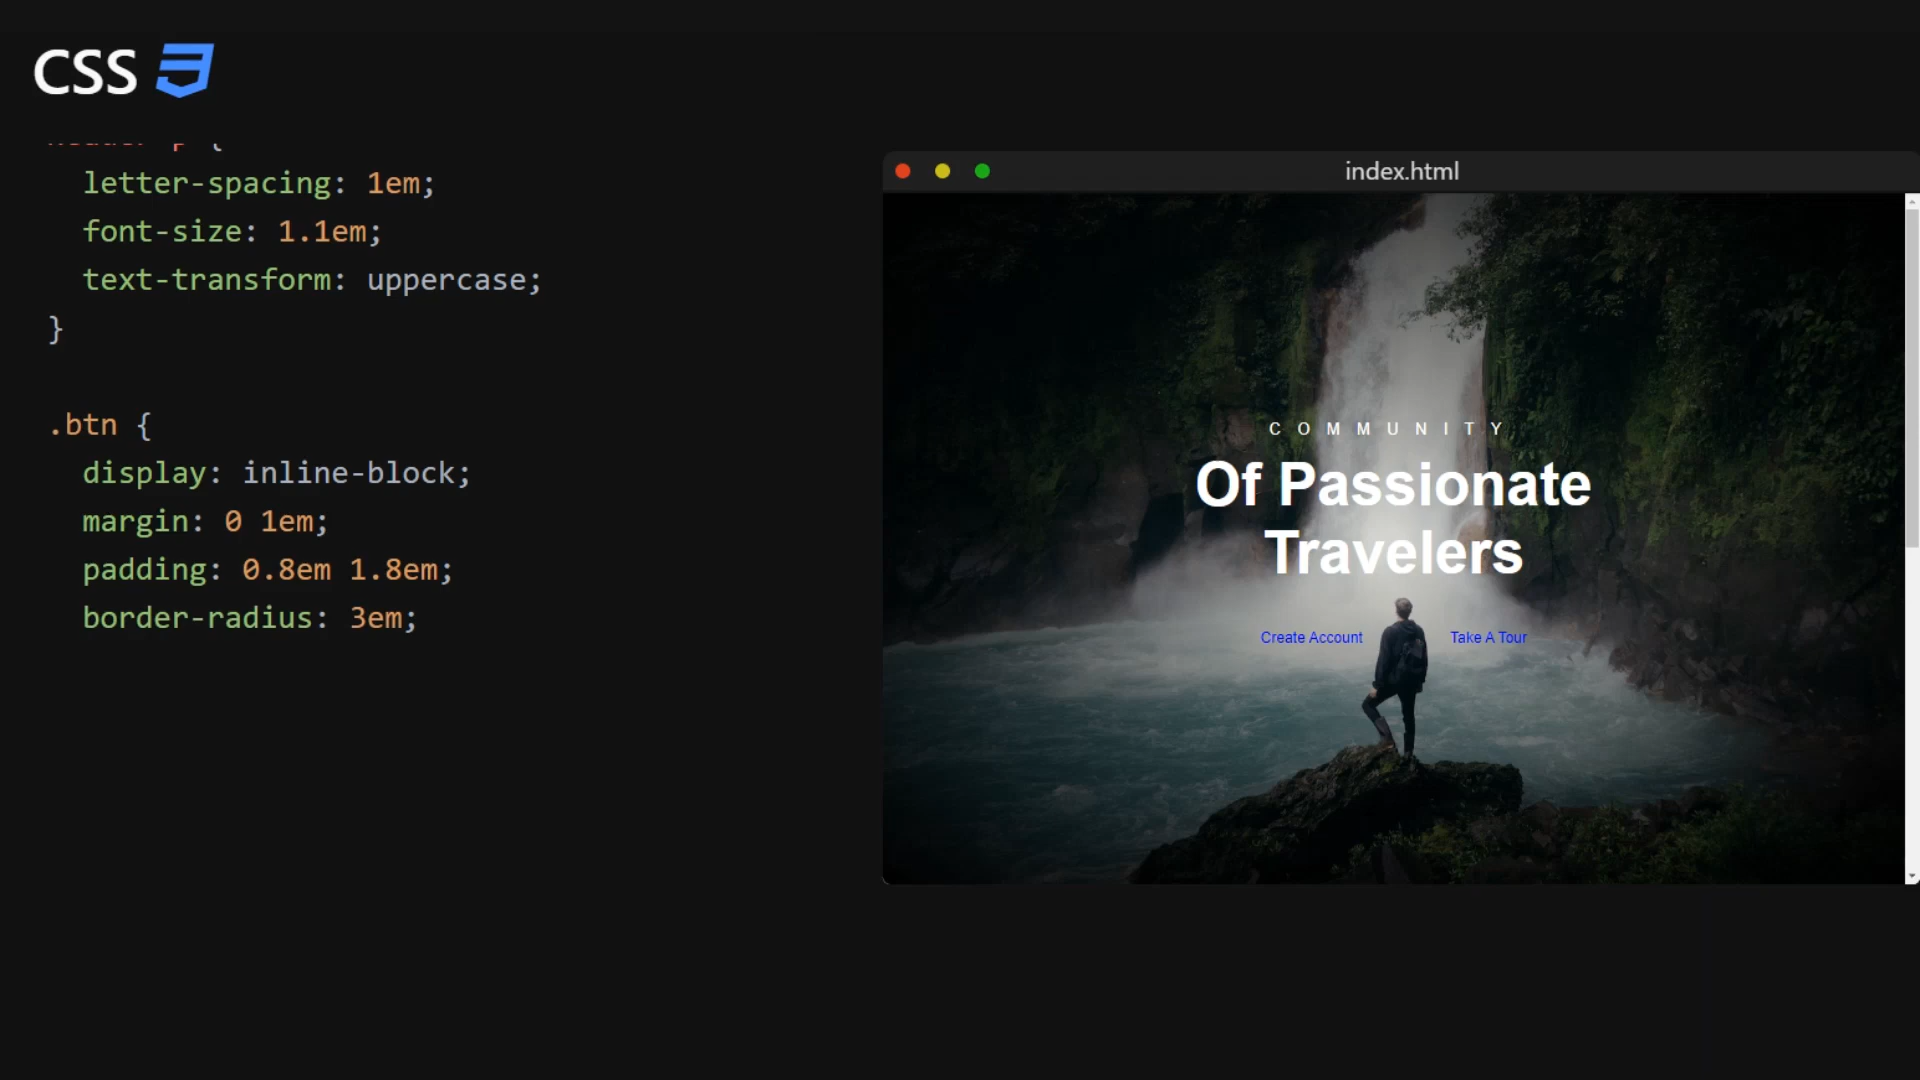 CSS
letter-spacing: 1em;
font-size: 1.1em;
text-transform: uppercase;
}
.btn {
display: inline-block;
margin: 0 1em;
padding: 0.8em 1.8em;
border-radius: 3em;
index.html
COMMUNITY
Of Passionate
Travelers
Create Account
Take A Tour